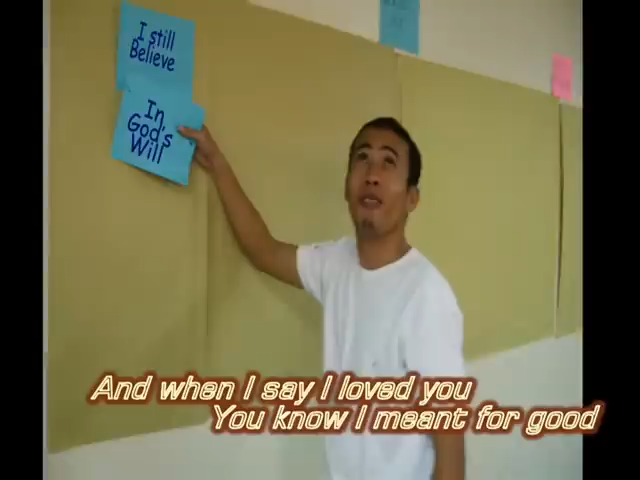 I still
Believe
In
God's
Will
And when I say I loved you
You know I meant for good